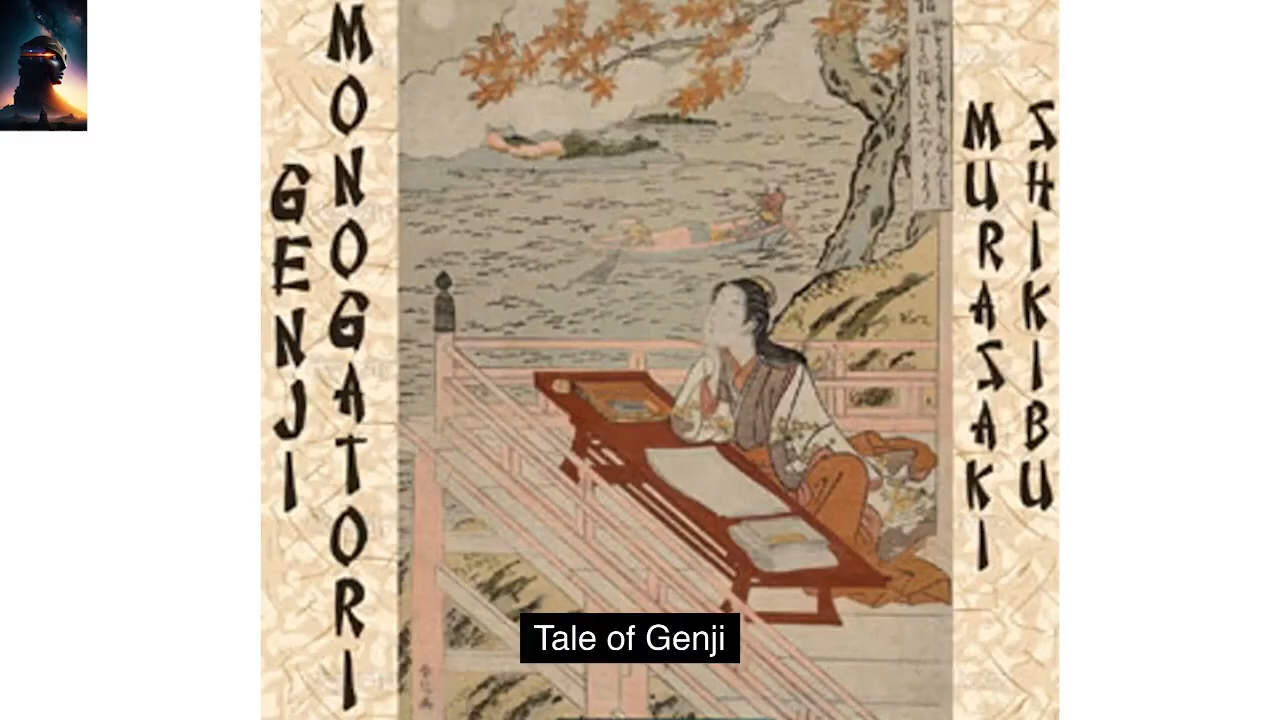 GENJI
MONOGATORI
MURASAKI
SHIKIBU
Tale of Genji